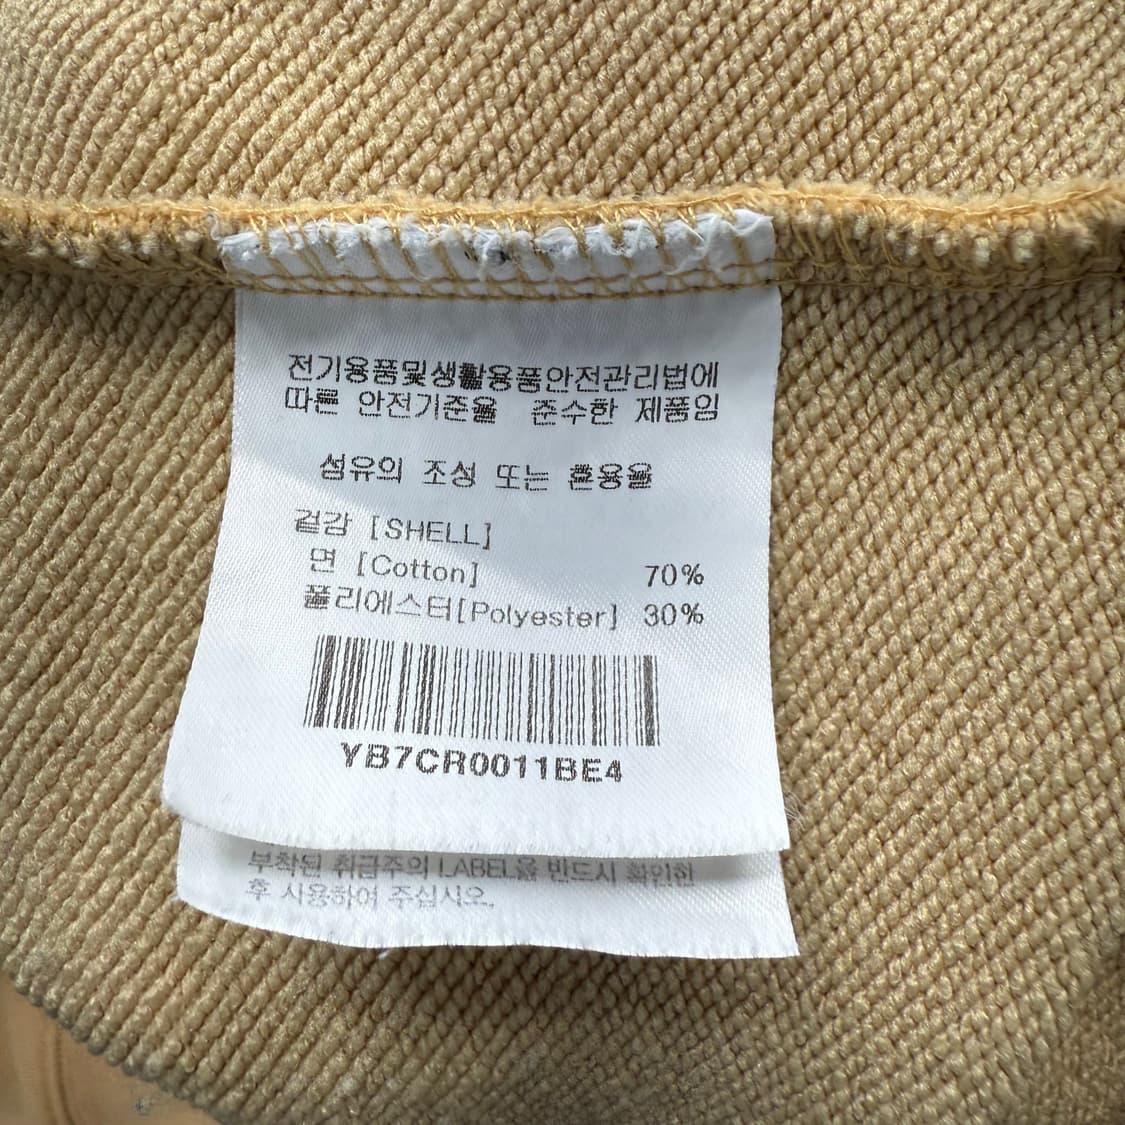 전기용품및생활용품안전관리법에
따른 안전기준을 준수한 제품임
섬유의 조성 또는 혼용율
겉감 [SHELL]
면 [Cotton] 70%
폴리에스터[Polyester] 30%
YB7CR0011BE4
부착된 취급주의 LABEL을 반드시 확인한
후 사용하여 주십시오.